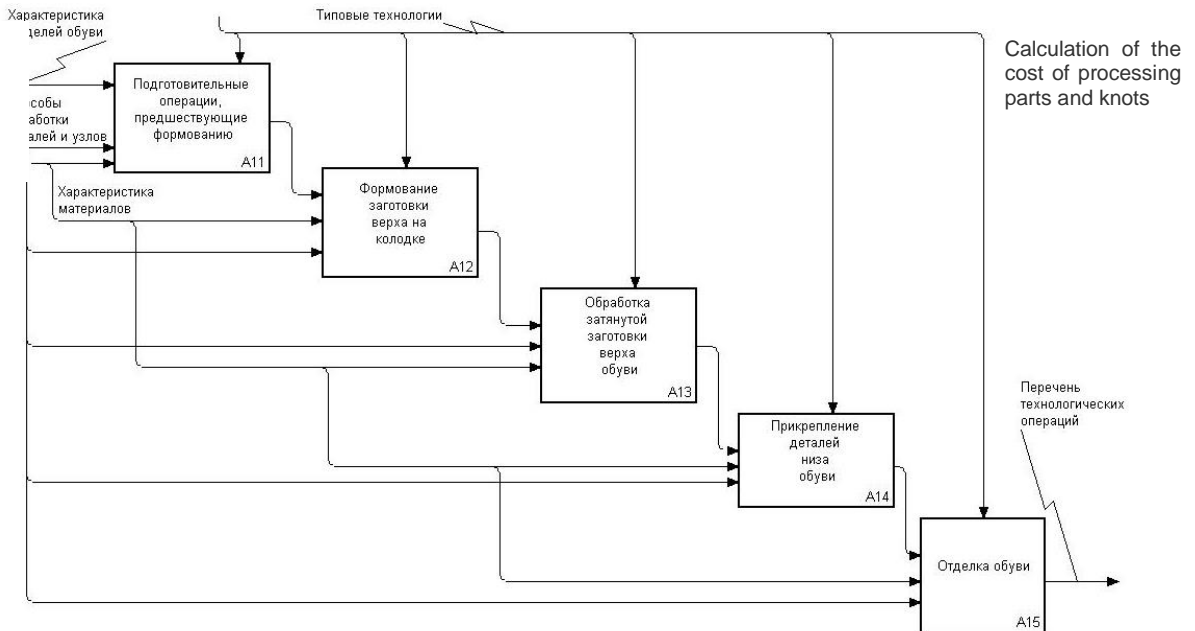 Характеристика
делей обуви
Типовые технологии
Calculation of the
cost of processing
parts and knots
Подготовительные
операции,
предшествующие
формованию
A11
особы
аботки
алей и узлов
Характеристика
материалов
Формование
заготовки
верха на
колодке
A12
Обработка
затянутой
заготовки
верха
обуви
A13
Прикрепление
деталей
низа
обуви
A14
Перечень
технологических
операций
Отделка обуви
A15